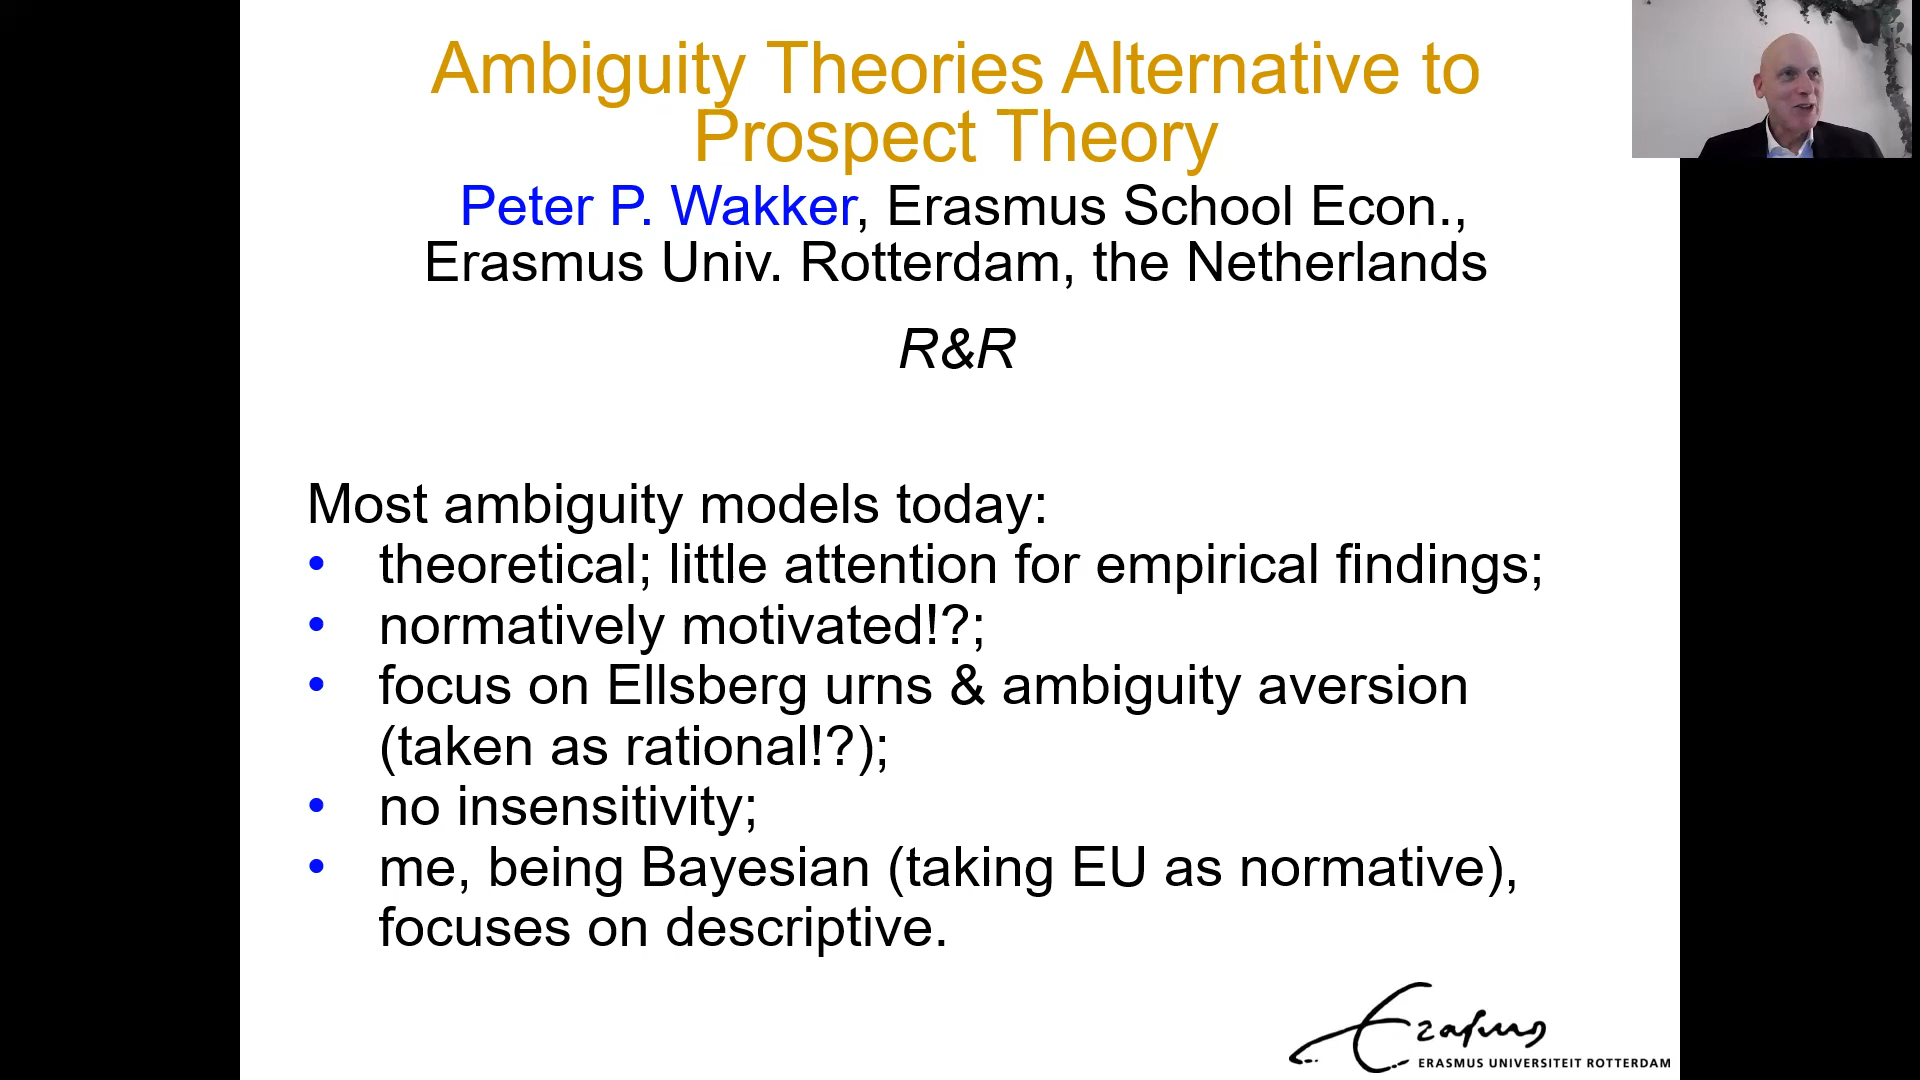 Ambiguity Theories Alternative to
Prospect Theory
Peter P. Wakker, Erasmus School Econ.,
Erasmus Univ. Rotterdam, the Netherlands
R&R
Most ambiguity models today:
• theoretical; little attention for empirical findings;
• normatively motivated!?;
• focus on Ellsberg urns & ambiguity aversion
(taken as rational!?);
• no insensitivity;
• me, being Bayesian (taking EU as normative),
focuses on descriptive.
Erasmus
ERASMUS UNIVERSITEIT ROTTERDAM